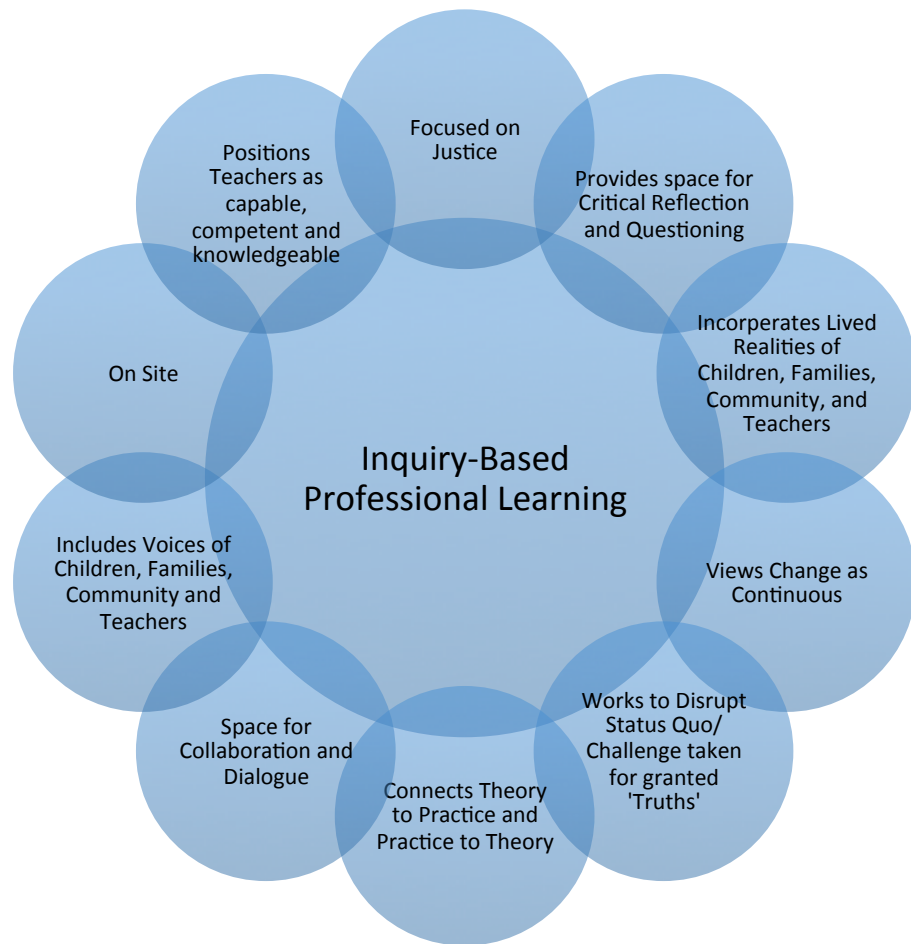 Focused on
Justice
Provides space for
Critical Reflection
and Questioning
Incorperates Lived
Realities of
Children, Families,
Community, and
Teachers
Views Change as
Continuous
Works to Disrupt
Status Quo/
Challenge taken
for granted
'Truths'
Connects Theory
to Practice and
Practice to Theory
Space for
Collaboration and
Dialogue
Includes Voices of
Children, Families,
Community and
Teachers
On Site
Positions
Teachers as
capable,
competent and
knowledgeable
Inquiry-Based
Professional Learning